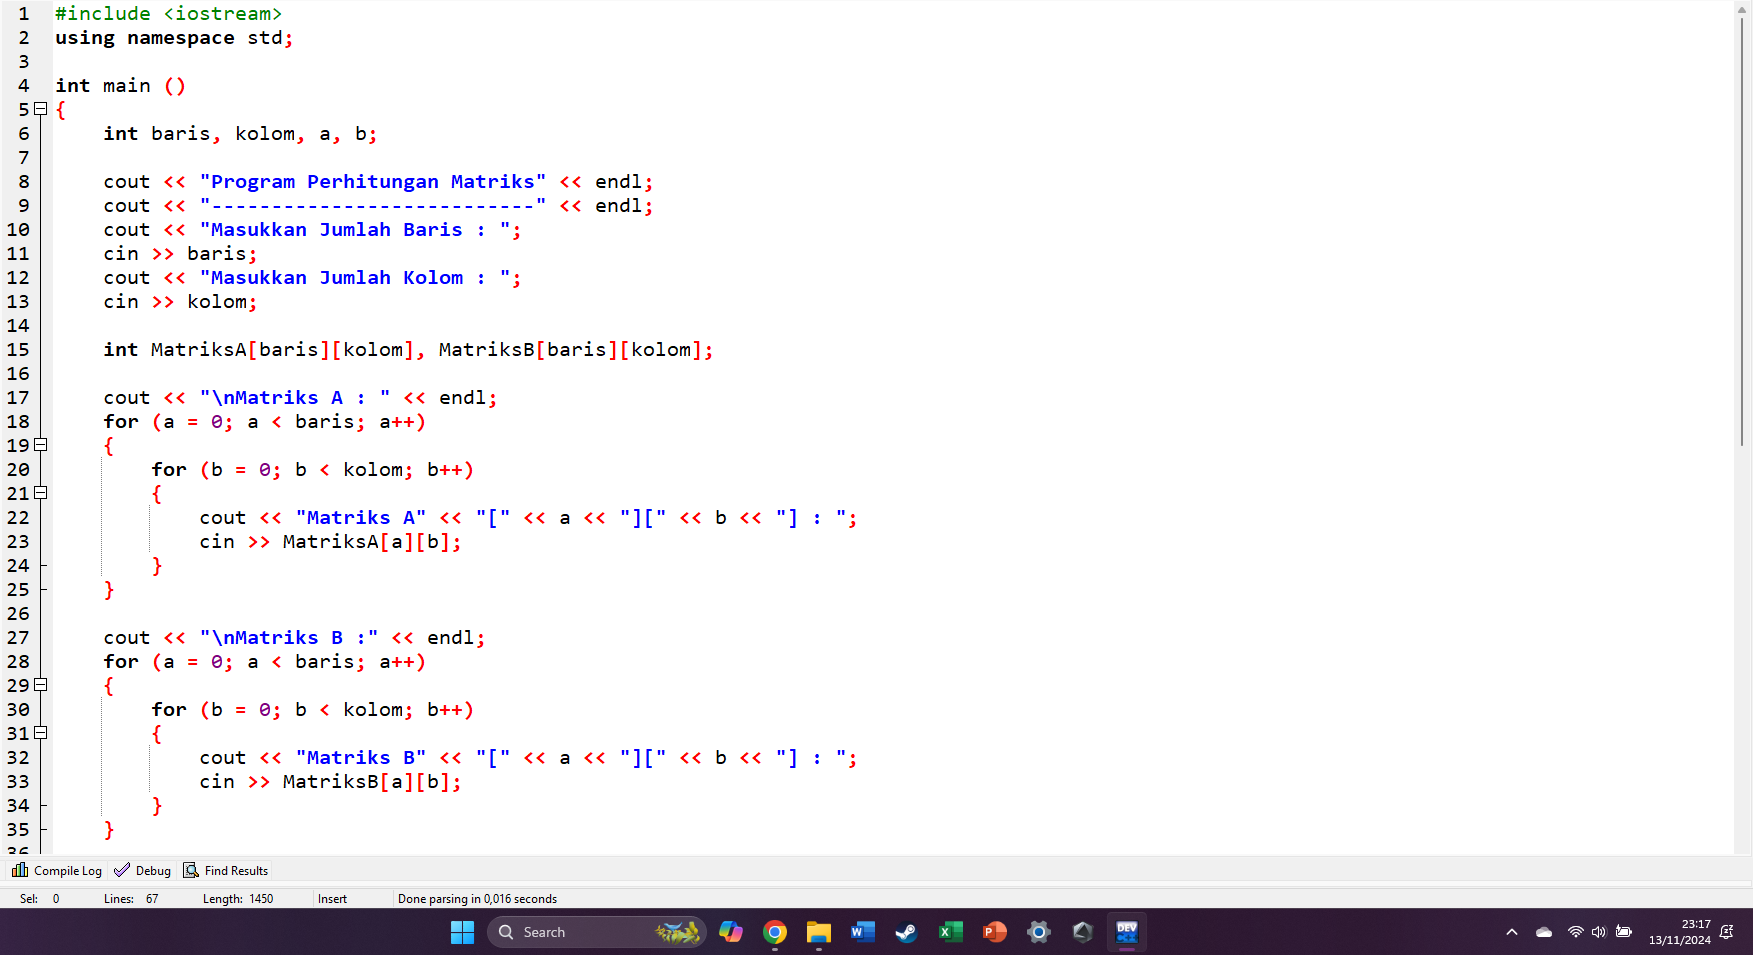 1 #include <iostream>
2 using namespace std;
3
4 int main ()
5 {
6 int baris, kolom, a, b;
7
8 cout << "Program Perhitungan Matriks" << endl;
9 cout << "---------------------------" << endl;
10 cout << "Masukkan Jumlah Baris : ";
11 cin >> baris;
12 cout << "Masukkan Jumlah Kolom : ";
13 cin >> kolom;
14
15 int MatriksA[baris][kolom], MatriksB[baris][kolom];
16
17 cout << "\nMatriks A : " << endl;
18 for (a = 0; a < baris; a++)
19 {
20 for (b = 0; b < kolom; b++)
21 {
22 cout << "Matriks A" << "[" << a << "][" << b << "] : ";
23 cin >> MatriksA[a][b];
24 }
25 }
26
27 cout << "\nMatriks B :" << endl;
28 for (a = 0; a < baris; a++)
29 {
30 for (b = 0; b < kolom; b++)
31 {
32 cout << "Matriks B" << "[" << a << "][" << b << "] : ";
33 cin >> MatriksB[a][b];
34 }
35 }
36
Compile Log Debug Find Results
Sel: 0 Lines: 67 Length: 1450 Insert Done parsing in 0,016 seconds
Search
W
X
P
DEV
C++
23:17
13/11/2024